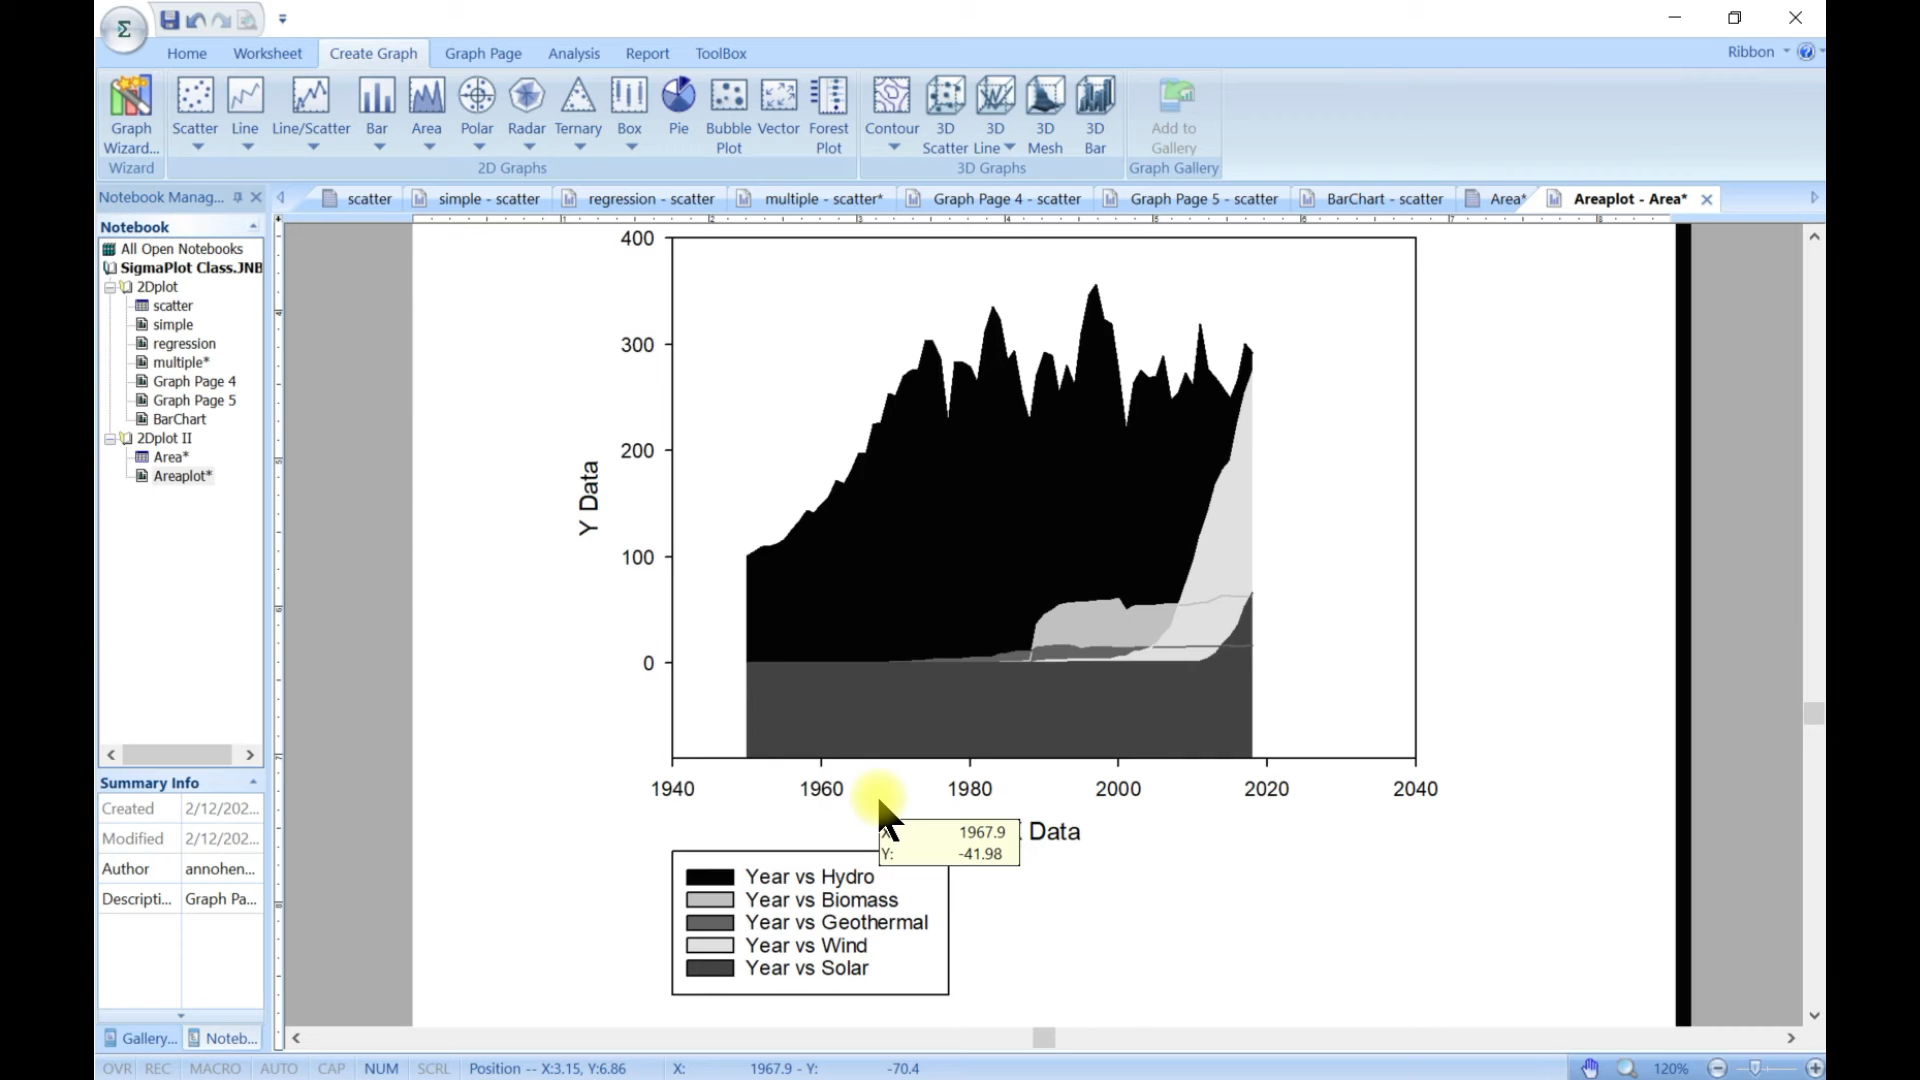 Σ
Home Worksheet Create Graph Graph Page Analysis Report ToolBox Ribbon
Graph Wizard... Scatter Line Line/Scatter Bar Area Polar Radar Ternary Box Pie Bubble Plot Vector Forest Plot Contour 3D Scatter 3D Line 3D Mesh 3D Bar Add to Gallery
Wizard 2D Graphs 3D Graphs Graph Gallery
Notebook Manag...
scatter simple - scatter regression - scatter multiple - scatter* Graph Page 4 - scatter Graph Page 5 - scatter BarChart - scatter Area* Areaplot - Area*
Notebook
All Open Notebooks
SigmaPlot Class.JNB
2Dplot
scatter
simple
regression
multiple*
Graph Page 4
Graph Page 5
BarChart
2Dplot II
Area*
Areaplot*
Summary Info
Created 2/12/202...
Modified 2/12/202...
Author annohen...
Descripti... Graph Pa...
Gallery... Noteb...
400
300
200
100
0
Y Data
1940 1960 1980 2000 2020 2040
Data
1967.9
Y: -41.98
Year vs Hydro
Year vs Biomass
Year vs Geothermal
Year vs Wind
Year vs Solar
OVR REC MACRO AUTO CAP NUM SCRL Position -- X:3.15, Y:6.86 X: 1967.9 - Y: -70.4 120%